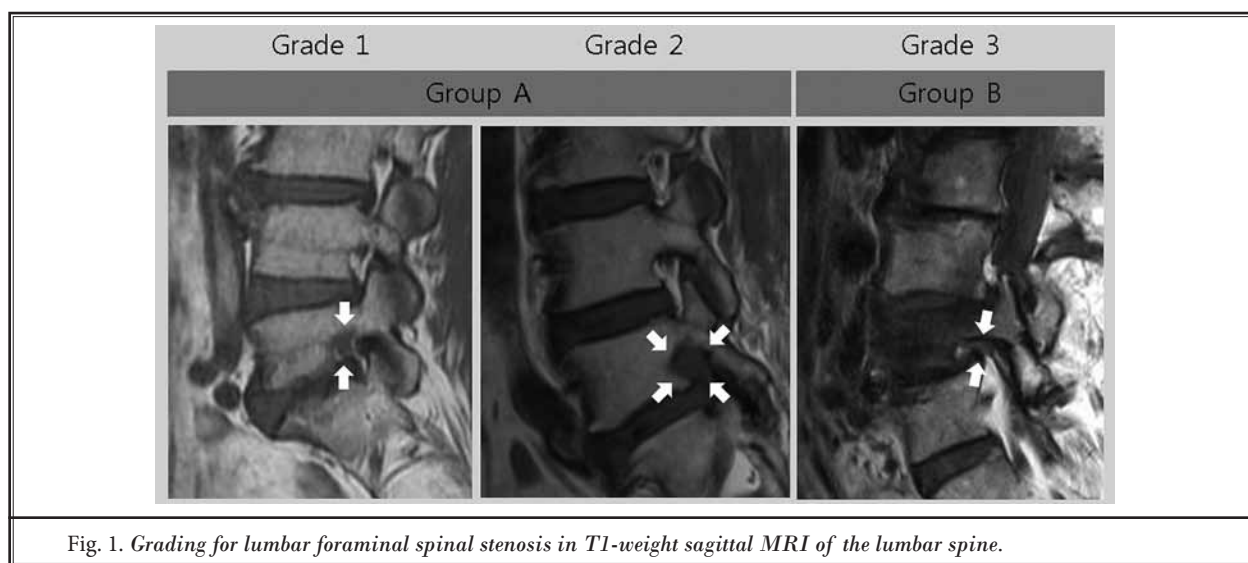 Grade 1 Grade 2 Grade 3
Group A Group B
Fig. 1. Grading for lumbar foraminal spinal stenosis in T1-weight sagittal MRI of the lumbar spine.